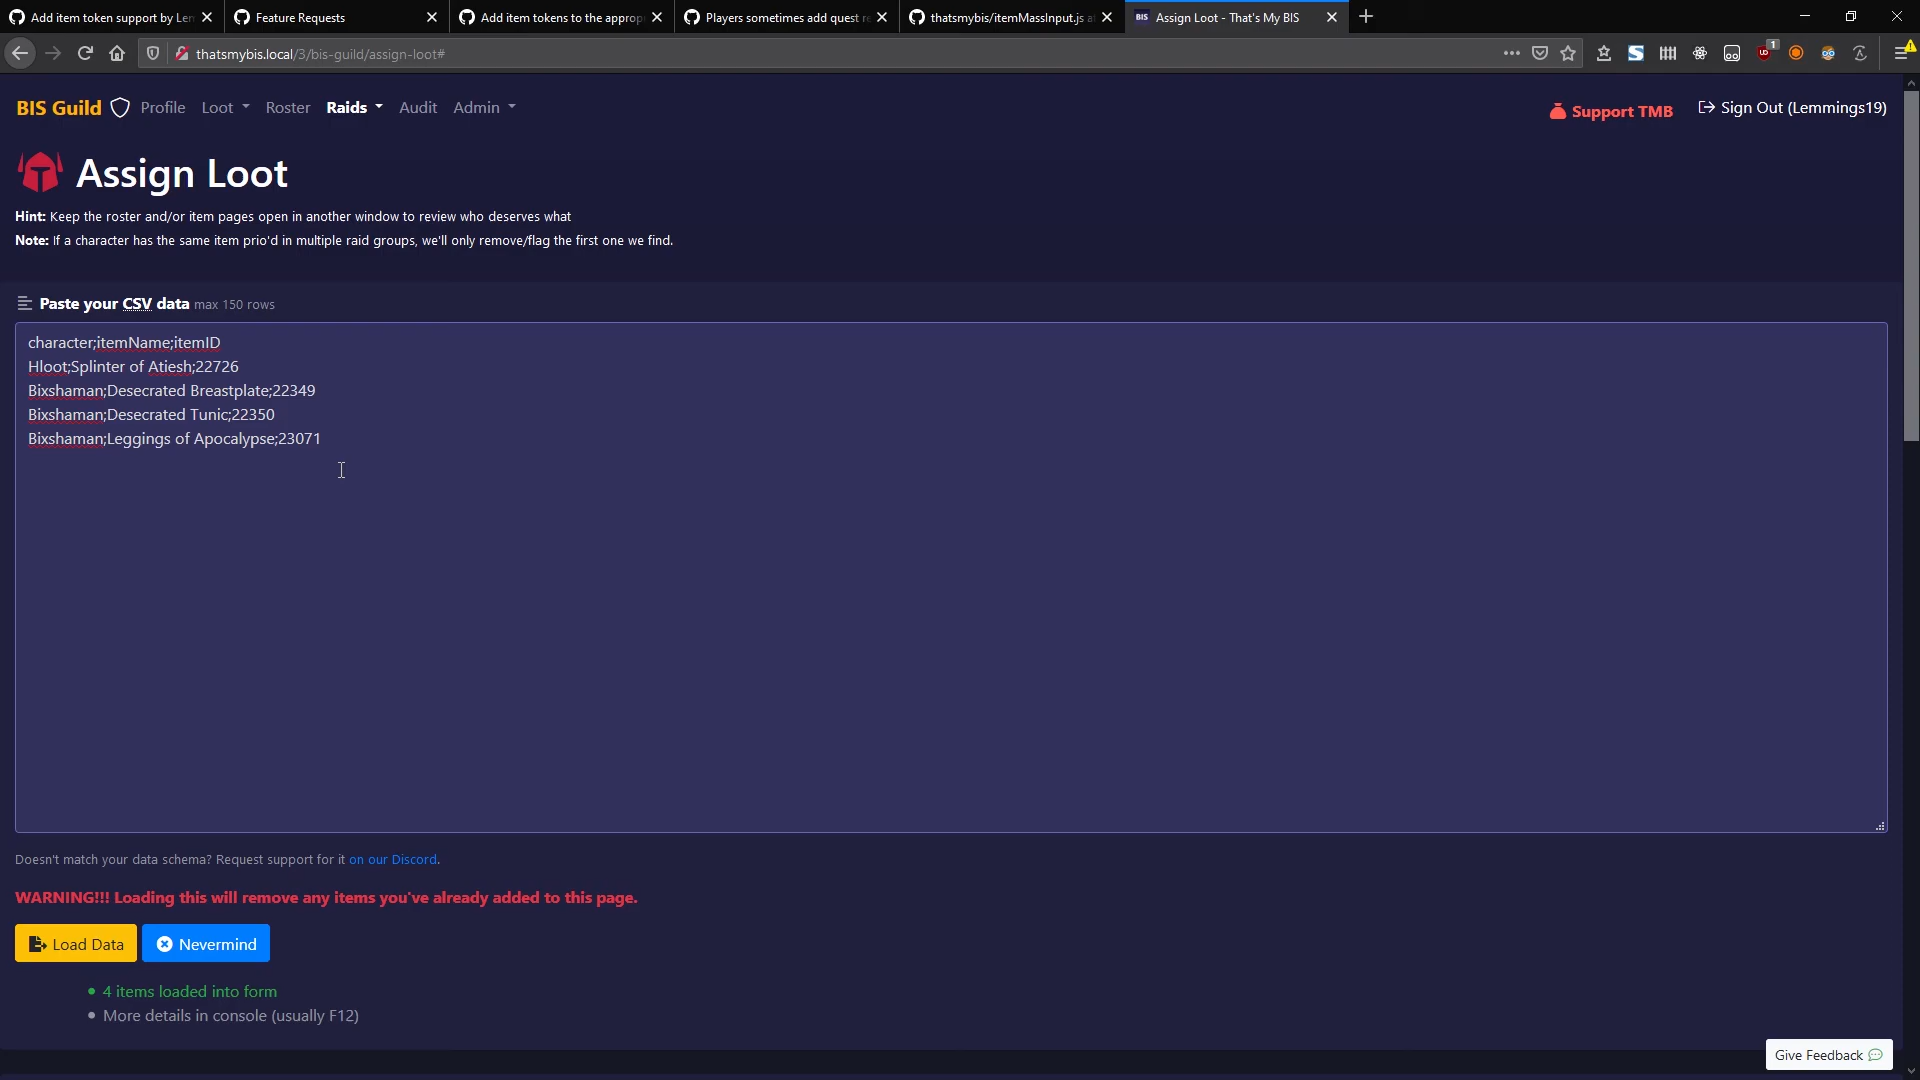 Add item token support by Len
Feature Requests
Add item tokens to the approp
Players sometimes add quest re
thatsmybis/itemMassInput.js a
BIS Assign Loot - That's My BIS
thatsmybis.local/3/bis-guild/assign-loot#
1
BIS Guild Profile Loot Roster Raids Audit Admin
Support TMB Sign Out (Lemmings19)
Assign Loot
Hint: Keep the roster and/or item pages open in another window to review who deserves what
Note: If a character has the same item prio'd in multiple raid groups, we'll only remove/flag the first one we find.
Paste your CSV data max 150 rows
character;itemName;itemID
Hloot;Splinter of Atiesh;22726
Bixshaman;Desecrated Breastplate;22349
Bixshaman;Desecrated Tunic;22350
Bixshaman;Leggings of Apocalypse;23071
Doesn't match your data schema? Request support for it on our Discord.
WARNING!!! Loading this will remove any items you've already added to this page.
Load Data Nevermind
4 items loaded into form
More details in console (usually F12)
Give Feedback